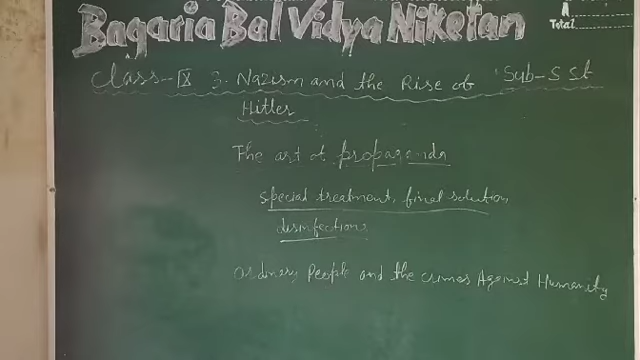 Bagaria Bal Vidya Niketan
A
Total
Class-IX 3. Nazism and the Rise of Sub-S St
Hitler
The art of propaganda
special treatment, final solution
disinfections
ordinary People and the crimes Against Humanity